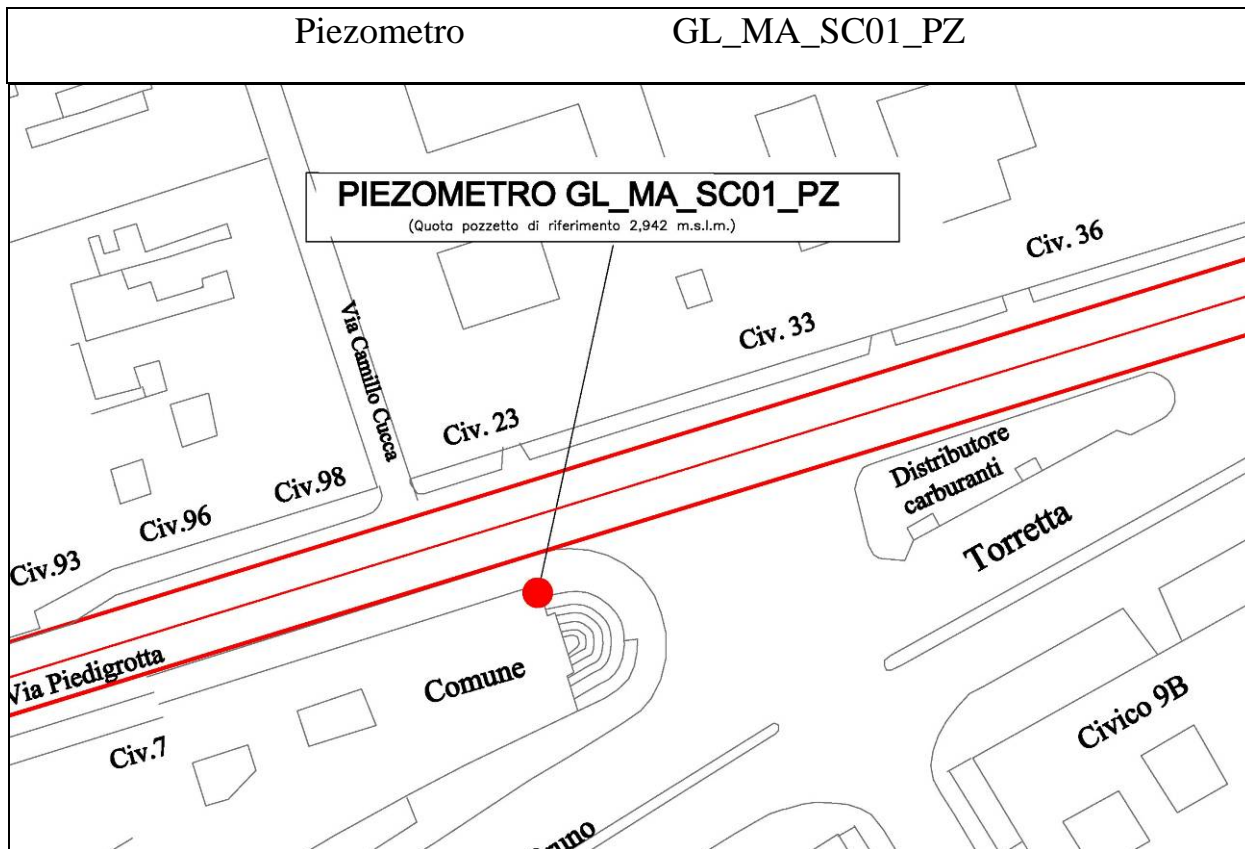 Piezometro GL_MA_SC01_PZ
PIEZOMETRO GL_MA_SC01_PZ
(Quota pozzetto di riferimento 2,942 m.s.l.m.)
Civ. 36
Civ. 33
Via Camillo Cucca
Civ. 23
Civ.98
Civ.96
Civ.93
Distributore
carburanti
Torretta
Via Piedigrotta
Comune
Civ.7
Civico 9B